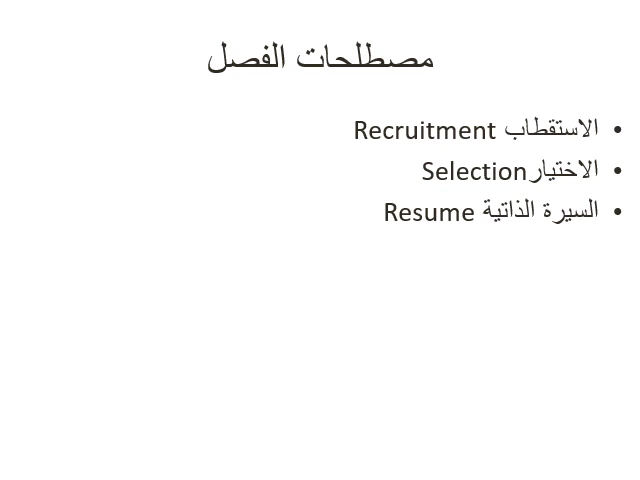 مصطلحات الفصل
• الاستقطاب Recruitment
• الاختيارSelection
• السيرة الذاتية Resume